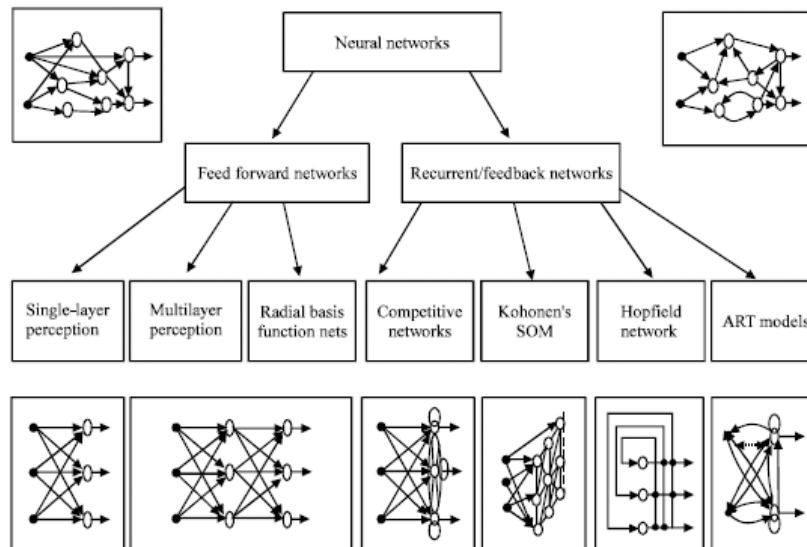 Neural networks
Feed forward networks
Recurrent/feedback networks
Single-layer
perception
Multilayer
perception
Radial basis
function nets
Competitive
networks
Kohonen's
SOM
Hopfield
network
ART models